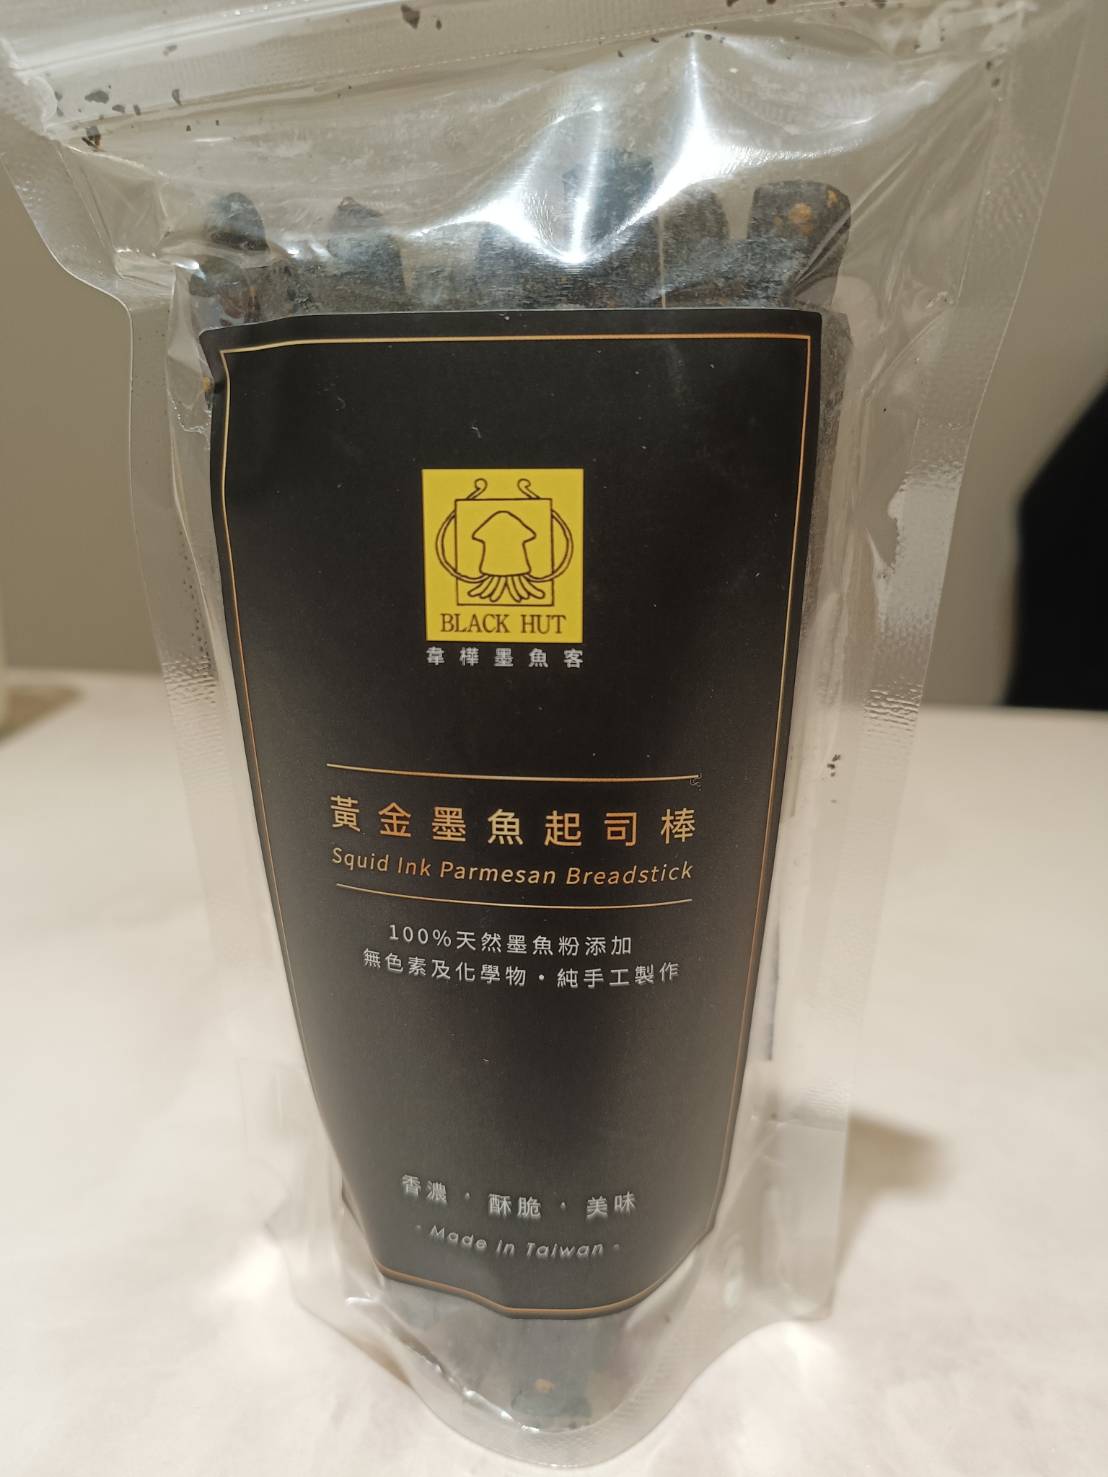 BLACK HUT
韋樺墨魚客
黃金墨魚起司棒
Squid Ink Parmesan Breadstick
100%天然墨魚粉添加
無色素及化學物・純手工製作
香濃・酥脆・美味
- Made in Taiwan -